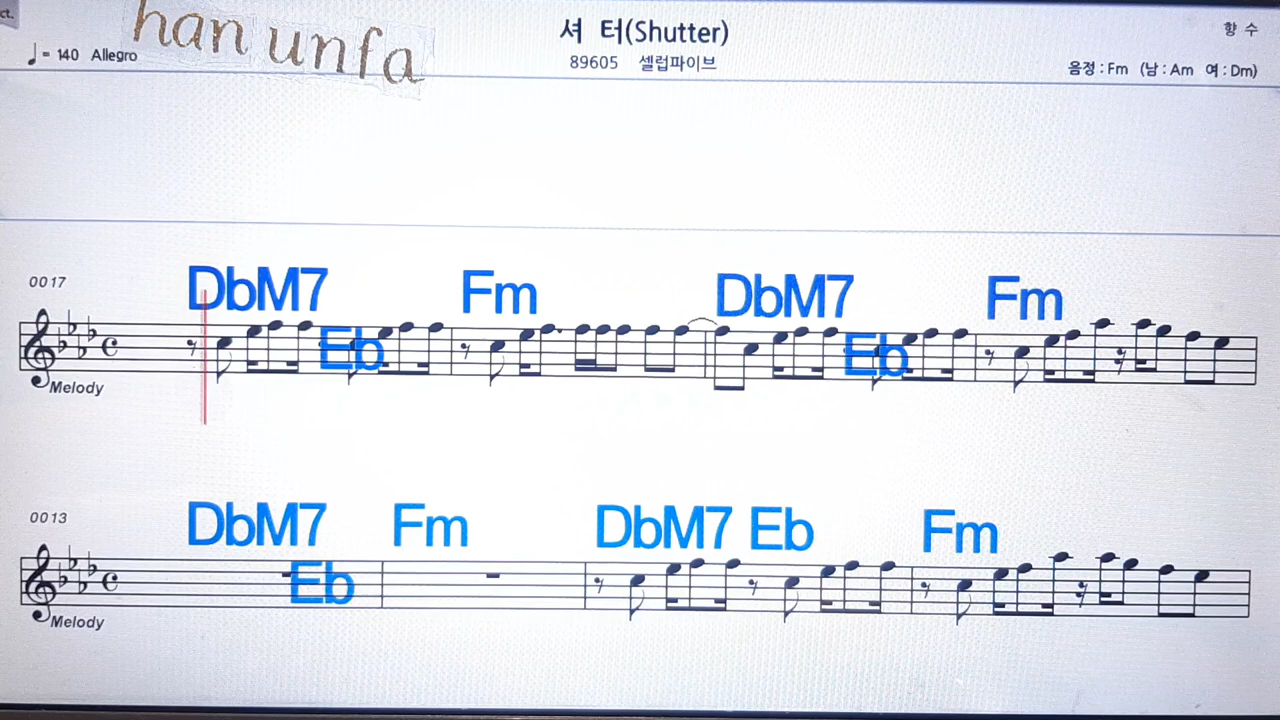 ct.
han unfa
셔 터(Shutter)
향 수
♩= 140 Allegro
89605 셀럽파이브
음정 : Fm (남 : Am 여 : Dm)
0017
DbM7 Eb Fm DbM7 Eb Fm
Melody
0013
DbM7 Eb Fm DbM7 Eb Fm
Melody